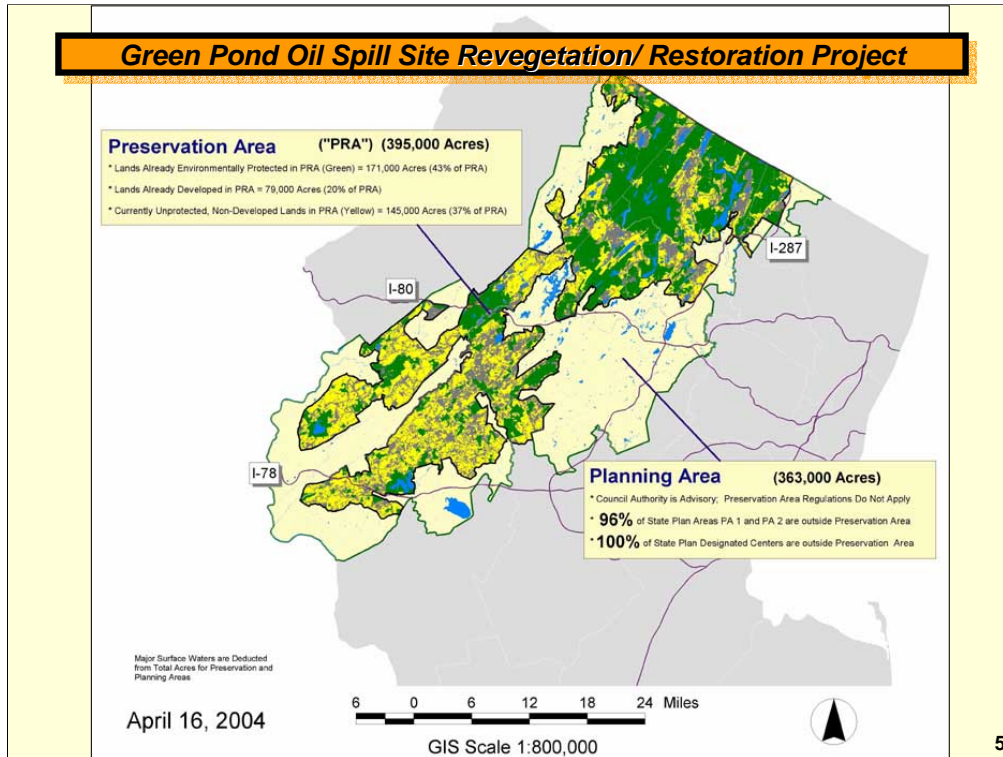 Green Pond Oil Spill Site Revegetation/ Restoration Project
Preservation Area ("PRA") (395,000 Acres)
* Lands Already Environmentally Protected in PRA (Green) = 171,000 Acres (43% of PRA)
* Lands Already Developed in PRA = 79,000 Acres (20% of PRA)
* Currently Unprotected, Non-Developed Lands in PRA (Yellow) = 145,000 Acres (37% of PRA)
I-287
I-80
I-78
Planning Area (363,000 Acres)
* Council Authority is Advisory; Preservation Area Regulations Do Not Apply
* 96% of State Plan Areas PA 1 and PA 2 are outside Preservation Area
* 100% of State Plan Designated Centers are outside Preservation Area
Major Surface Waters are Deducted
from Total Acres for Preservation and
Planning Areas
April 16, 2004
6 0 6 12 18 24 Miles
GIS Scale 1:800,000
5